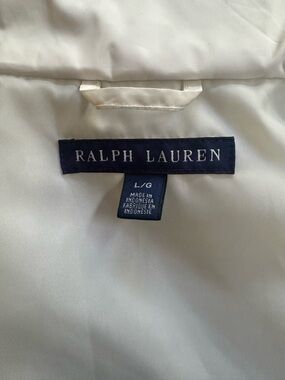 RALPH LAUREN
L/G
MADE IN
INDONESIA
FABRIQUE EN
INDONESIE